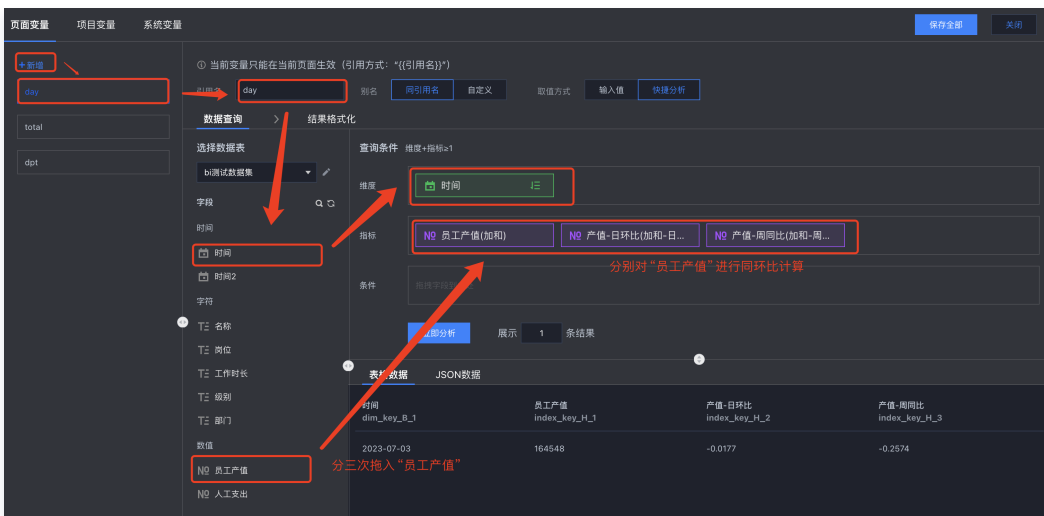 页面变量 项目变量 系统变量 保存全部 关闭
+新增
day
total
dpt
ⓘ 当前变量只能在当前页面生效（引用方式：“{{引用名}}”）
引用名 day 别名 同引用名 自定义 取值方式 输入值 快捷分析
数据查询 > 结果格式化
选择数据表
bi测试数据集
字段
时间
时间
时间2
字符
T 名称
T 岗位
T 工作时长
T 级别
T 部门
数值
№ 员工产值
№ 人工支出
查询条件 维度+指标≥1
维度 时间
指标 № 员工产值(加和) № 产值-日环比(加和-日... № 产值-周同比(加和-周...
分别对“员工产值”进行同环比计算
条件 拖拽字段
立即分析 展示 1 条结果
表格数据 JSON数据
时间 员工产值 产值-日环比 产值-周同比
dim_key_B_1 index_key_H_1 index_key_H_2 index_key_H_3
2023-07-03 164548 -0.0177 -0.2574
分三次拖入“员工产值”